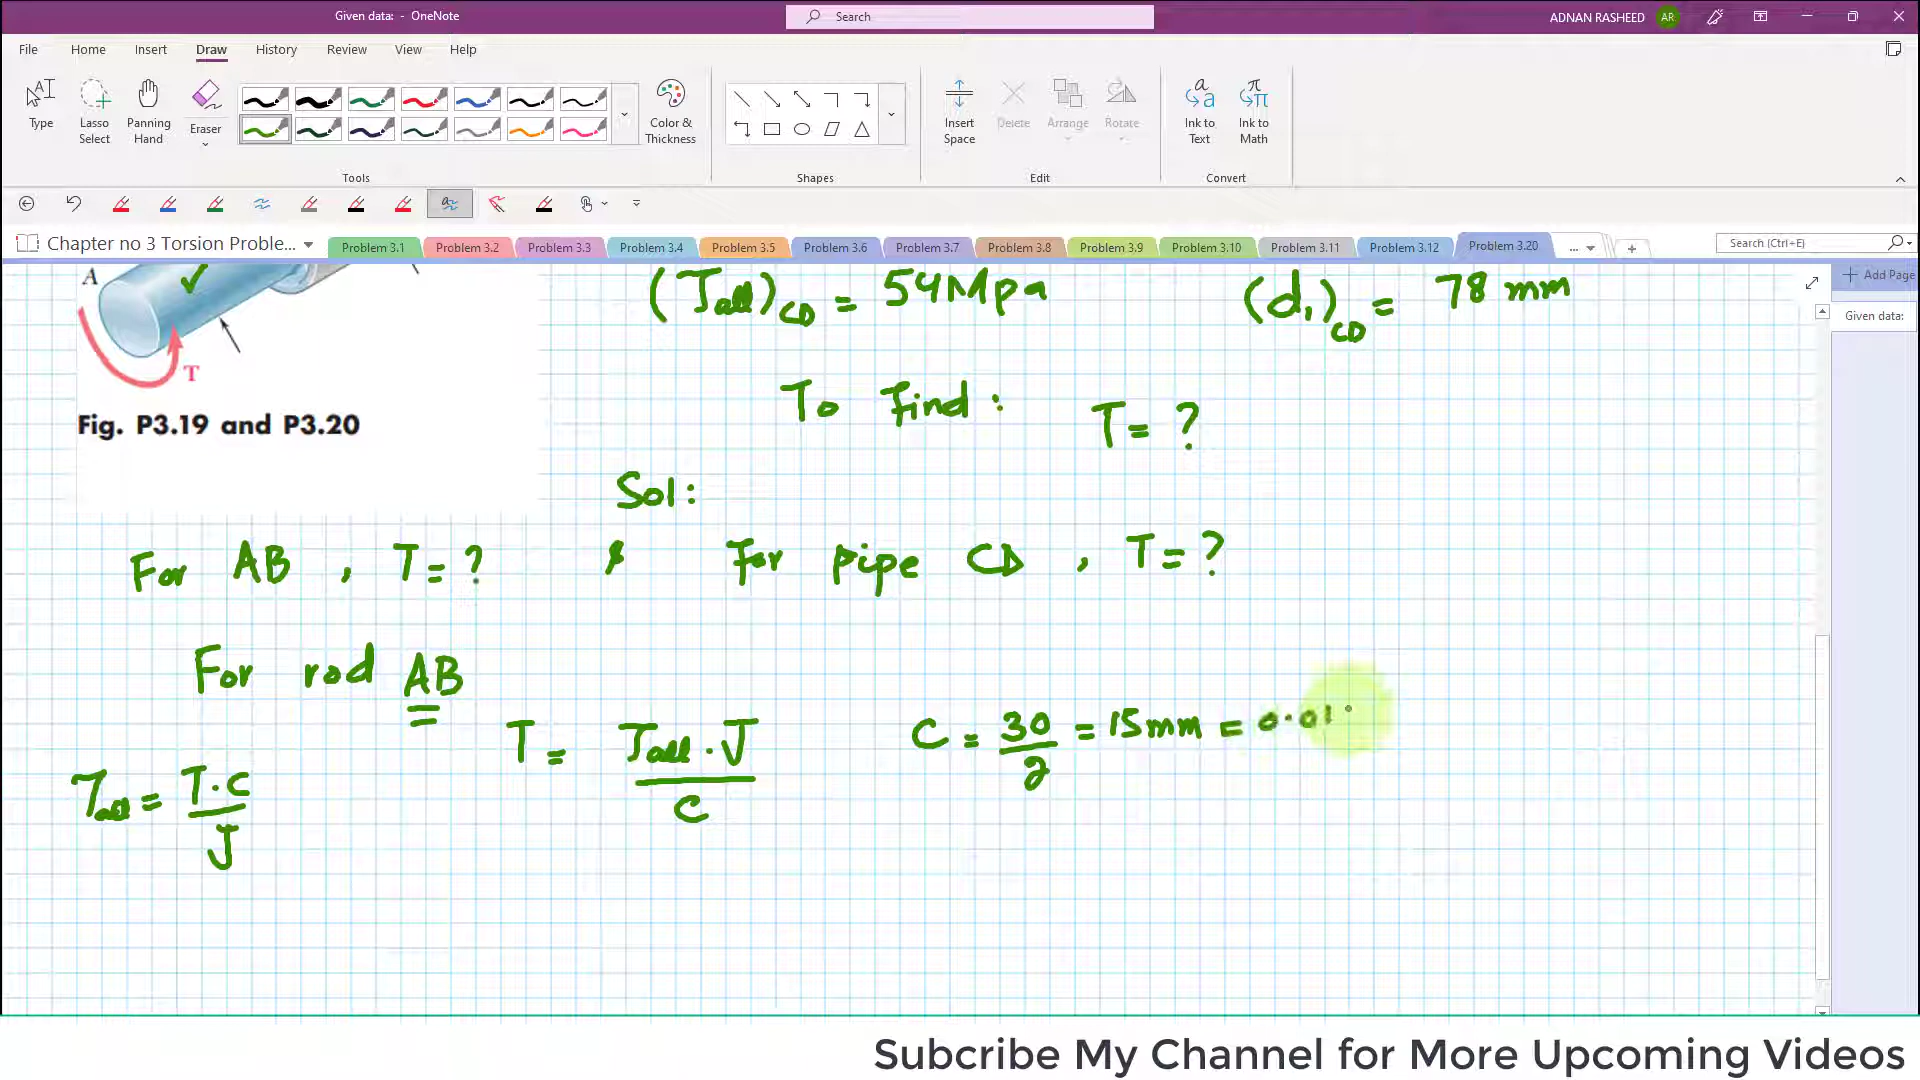 Given data: - OneNote
Search
ADNAN RASHEED AR
File Home Insert Draw History Review View Help
Type
Lasso Select
Panning Hand
Eraser
Color & Thickness
Insert Space
Delete
Arrange
Rotate
Ink to Text
Ink to Math
Tools Shapes Edit Convert
Chapter no 3 Torsion Proble... Problem 3.1 Problem 3.2 Problem 3.3 Problem 3.4 Problem 3.5 Problem 3.6 Problem 3.7 Problem 3.8 Problem 3.9 Problem 3.10 Problem 3.11 Problem 3.12 Problem 3.20 ... Search (Ctrl+E)
Add Page
Given data:
A
T
Fig. P3.19 and P3.20
(τall)CD = 54 Mpa (d1)CD = 78 mm
To Find: T = ?
Sol:
For AB, T = ? & For pipe CD, T = ?
For rod AB
T = τall · J / C C = 30/2 = 15mm = 0.01
τall = T · C / J
Subcribe My Channel for More Upcoming Videos